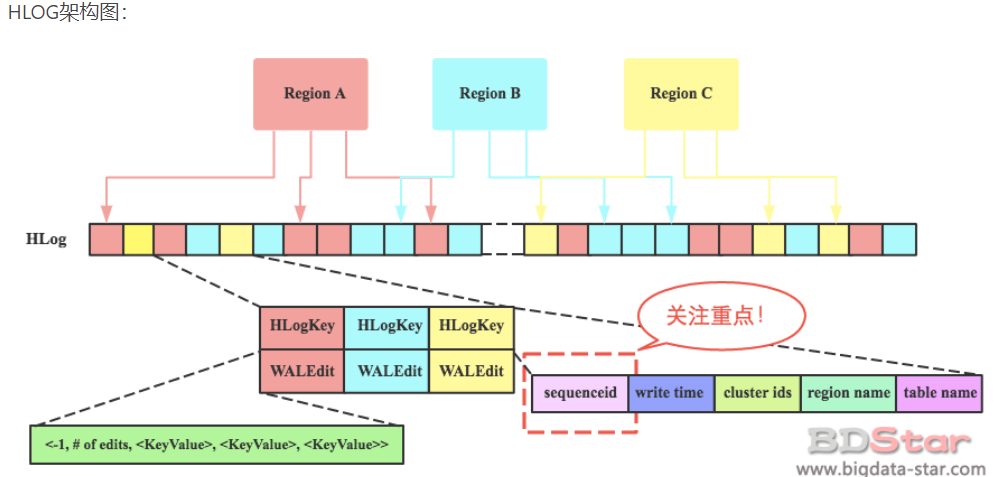 HLOG架构图：
Region A
Region B
Region C
HLog
关注重点！
HLogKey
HLogKey
HLogKey
WALEdit
WALEdit
WALEdit
sequenceid
write time
cluster ids
region name
table name
<-1, # of edits, <KeyValue>, <KeyValue>, <KeyValue>>
BDStar
www.bigdata-star.com